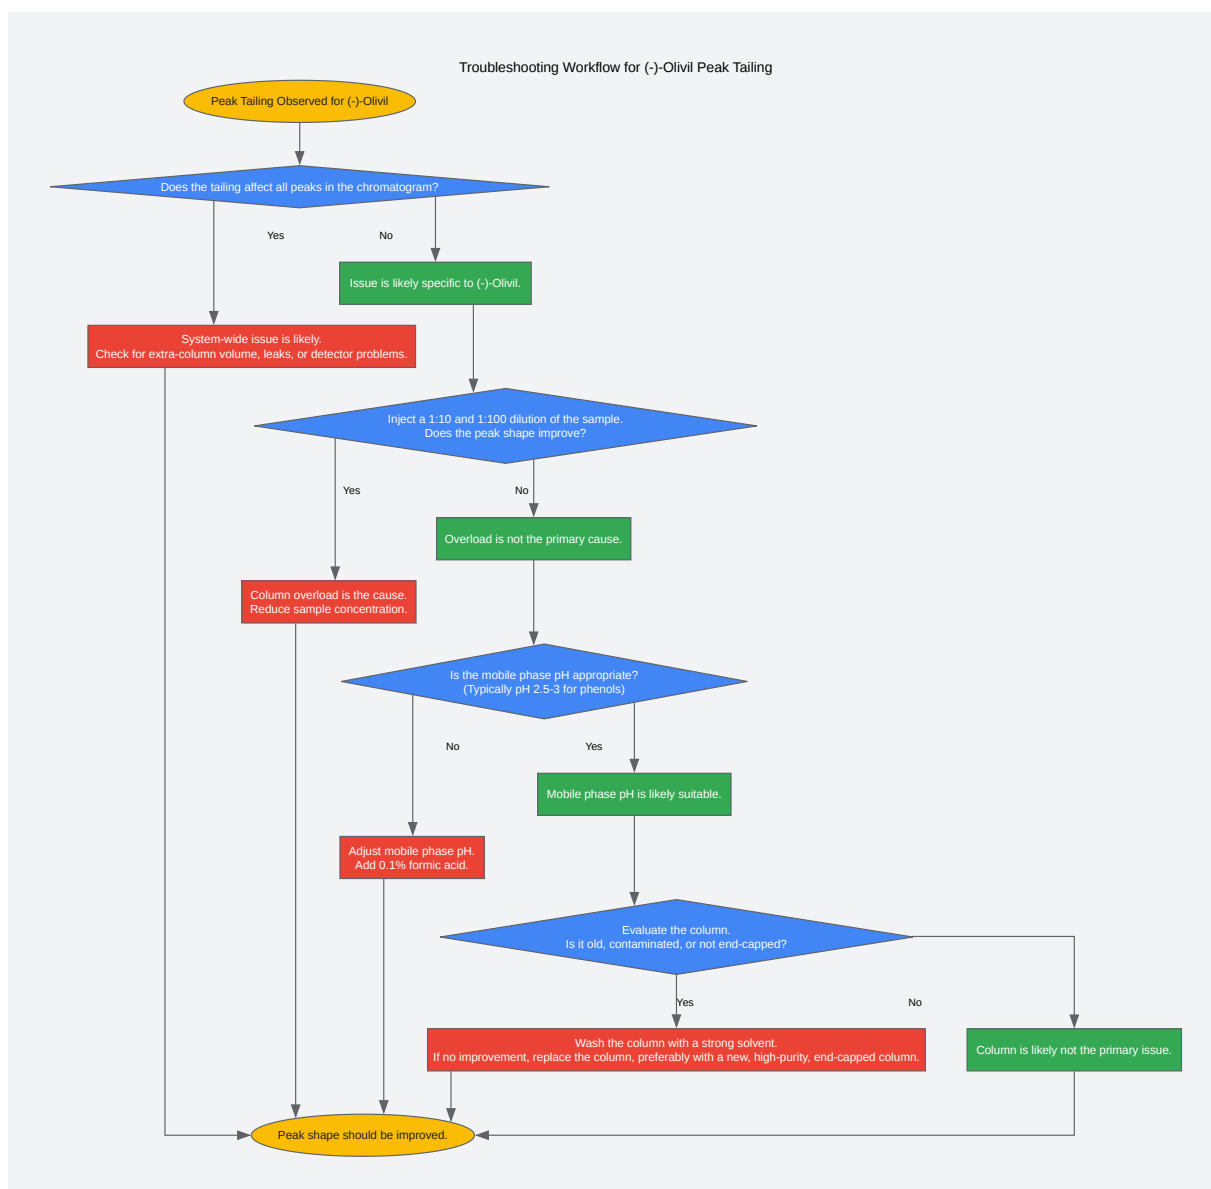 Troubleshooting Workflow for (-)-Olivil Peak Tailing
Peak Tailing Observed for (-)-Olivil
Does the tailing affect all peaks in the chromatogram?
Yes
No
Issue is likely specific to (-)-Olivil.
System-wide issue is likely.
Check for extra-column volume, leaks, or detector problems.
Inject a 1:10 and 1:100 dilution of the sample.
Does the peak shape improve?
Yes
No
Overload is not the primary cause.
Column overload is the cause.
Reduce sample concentration.
Is the mobile phase pH appropriate?
(Typically pH 2.5-3 for phenols)
No
Yes
Mobile phase pH is likely suitable.
Adjust mobile phase pH.
Add 0.1% formic acid.
Evaluate the column.
Is it old, contaminated, or not end-capped?
Yes
No
Wash the column with a strong solvent.
If no improvement, replace the column, preferably with a new, high-purity, end-capped column.
Column is likely not the primary issue.
Peak shape should be improved.